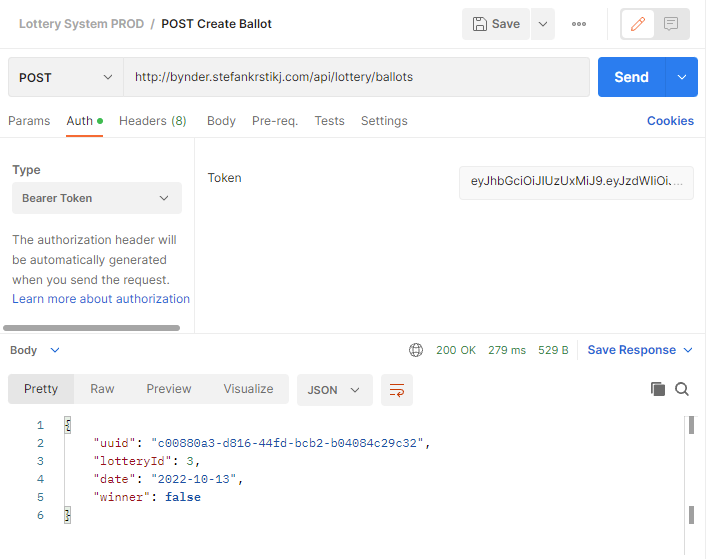 Lottery System PROD / POST Create Ballot
Save
POST
http://bynder.stefankrstikj.com/api/lottery/ballots
Send
Params Auth Headers (8) Body Pre-req. Tests Settings Cookies
Type
Bearer Token
The authorization header will
be automatically generated
when you send the request.
Learn more about authorization
Token
eyJhbGciOiJIUzUxMiJ9.eyJzdWIiOi...
Body
200 OK 279 ms 529 B Save Response
Pretty Raw Preview Visualize JSON
1 {
2 "uuid": "c00880a3-d816-44fd-bcb2-b04084c29c32",
3 "lotteryId": 3,
4 "date": "2022-10-13",
5 "winner": false
6 }